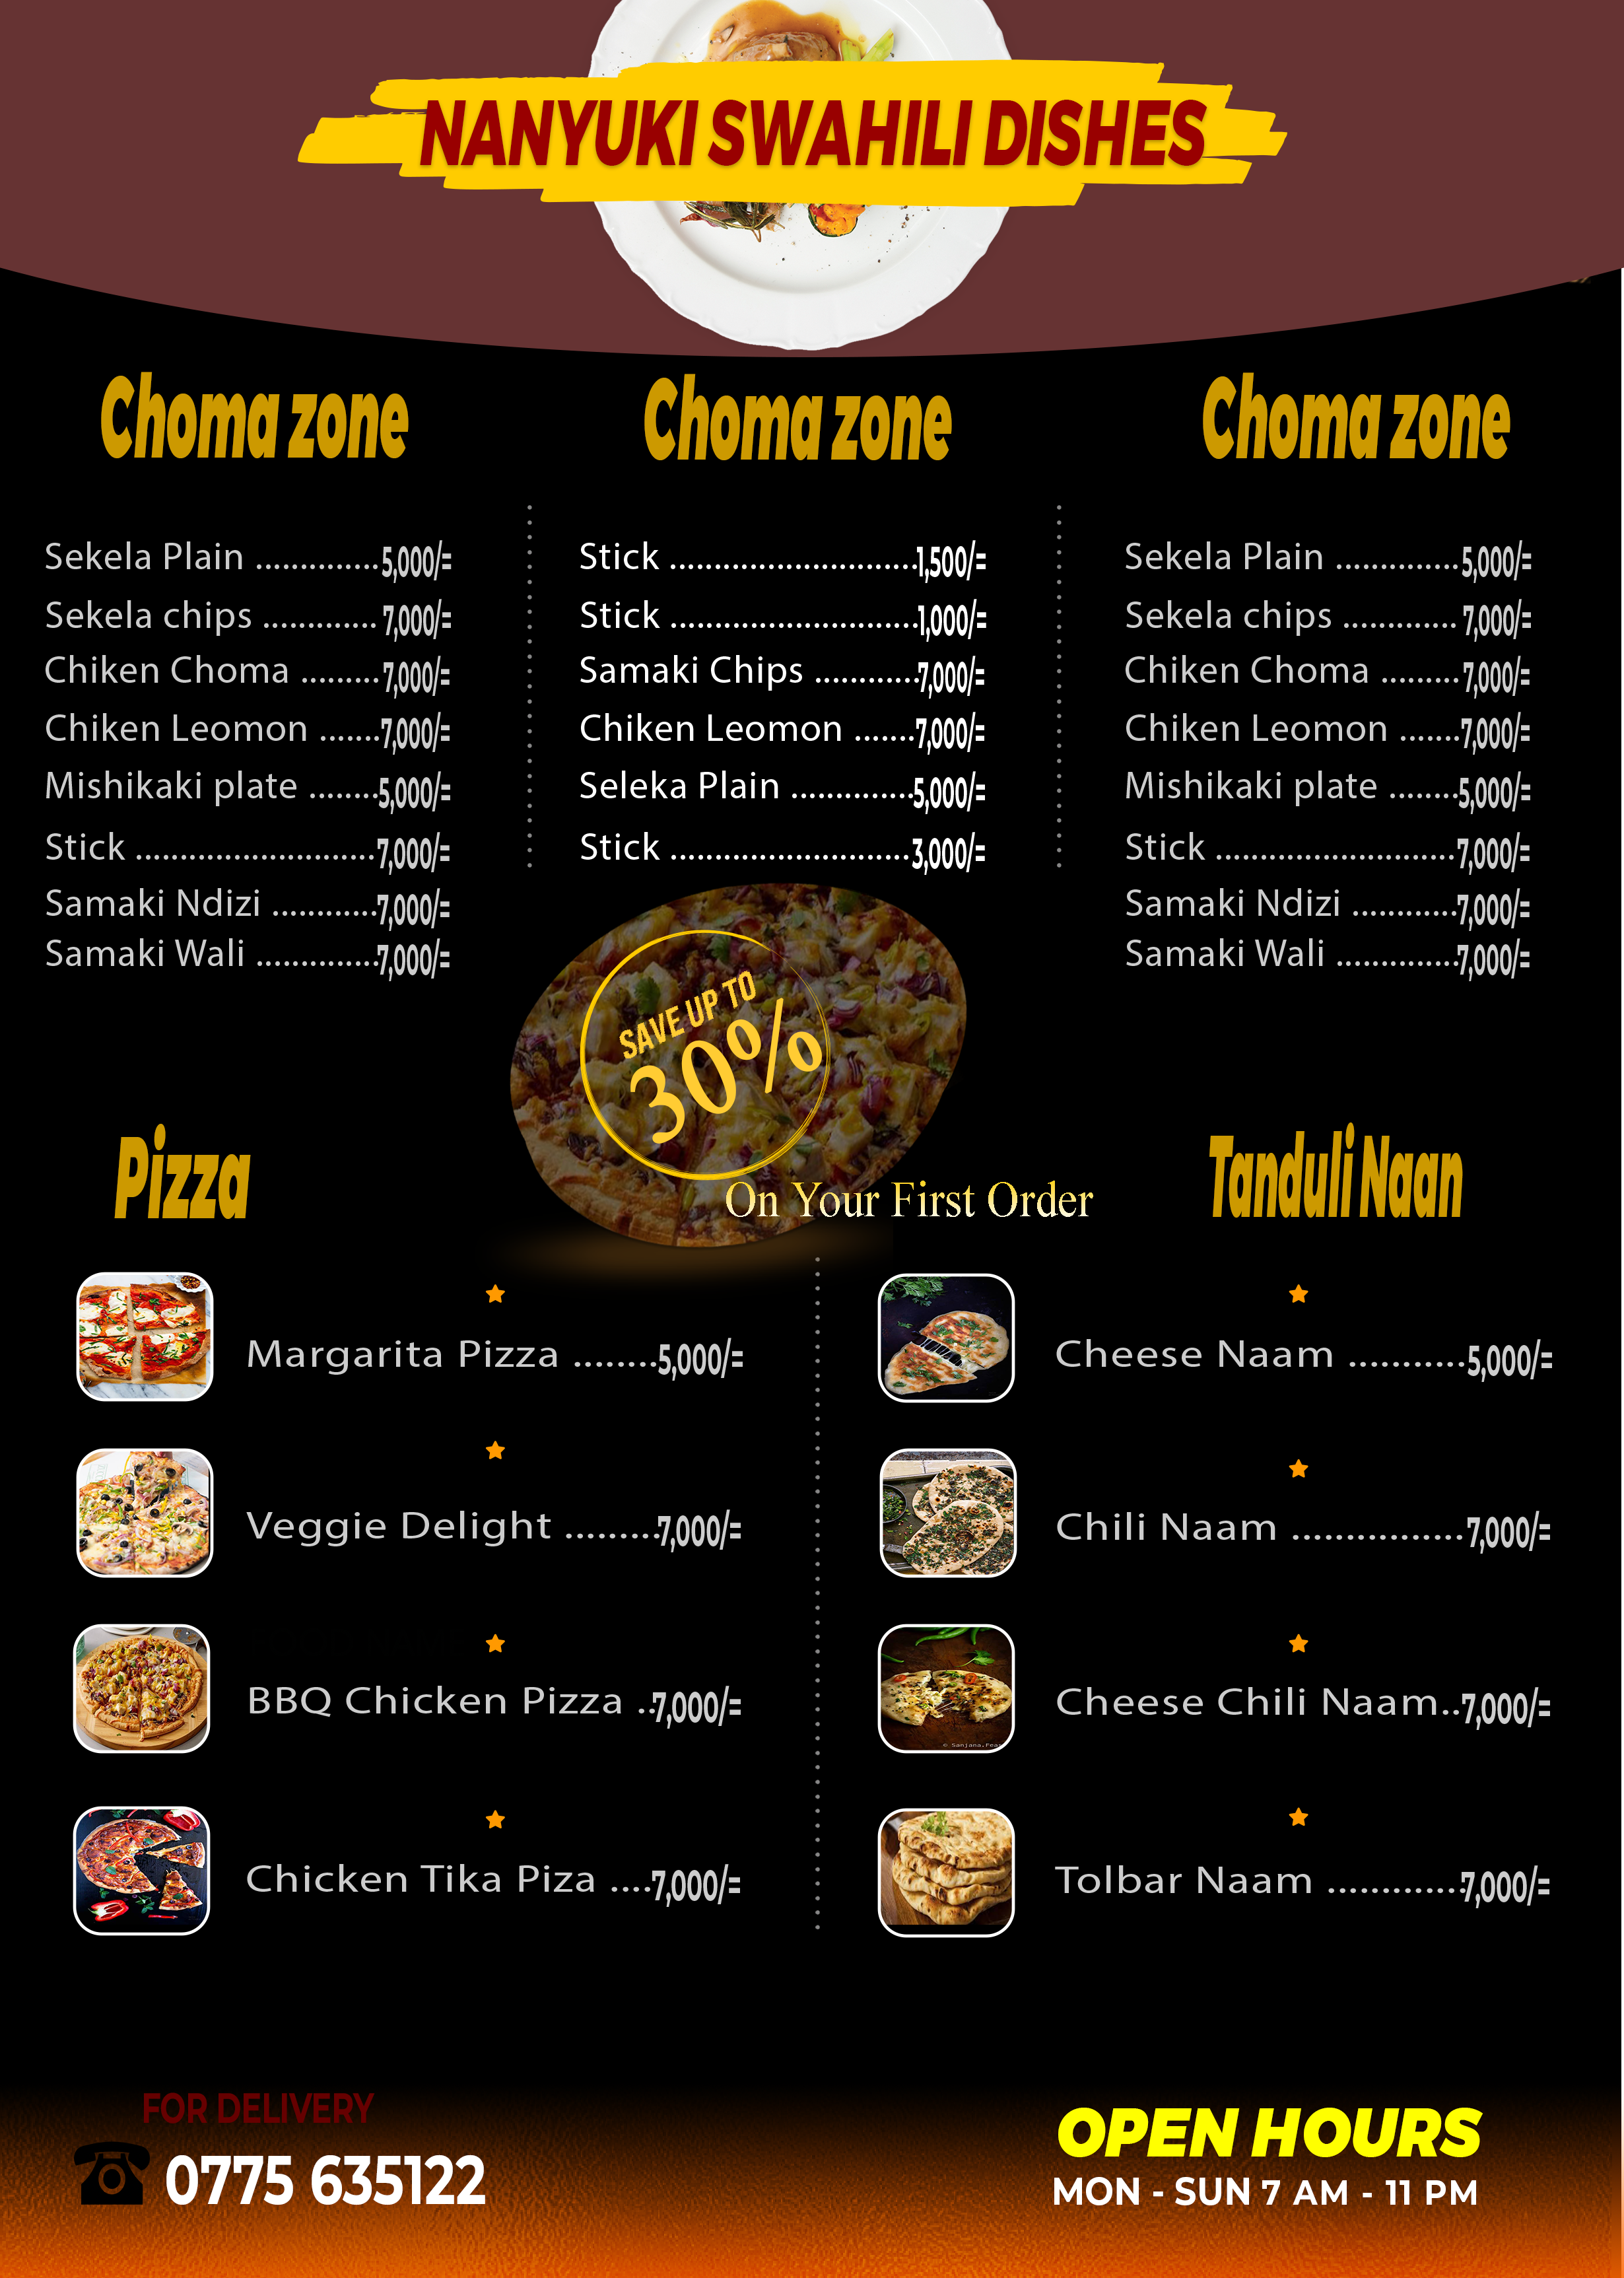 NANYUKI SWAHILI DISHES
Choma zone
Sekela Plain ..............5,000/=
Sekela chips ............. 7,000/=
Chiken Choma .........7,000/=
Chiken Leomon .......7,000/=
Mishikaki plate ........5,000/=
Stick ...........................7,000/=
Samaki Ndizi ............7,000/=
Samaki Wali ..............7,000/=
Choma zone
Stick ............................1,500/=
Stick ............................1,000/=
Samaki Chips ............7,000/=
Chiken Leomon .......7,000/=
Seleka Plain ..............5,000/=
Stick ...........................3,000/=
Choma zone
Sekela Plain ..............5,000/=
Sekela chips ............. 7,000/=
Chiken Choma .........7,000/=
Chiken Leomon .......7,000/=
Mishikaki plate ........5,000/=
Stick ...........................7,000/=
Samaki Ndizi ............7,000/=
Samaki Wali ..............7,000/=
SAVE UP TO
30%
On Your First Order
Pizza
Margarita Pizza ........5,000/=
Veggie Delight .........7,000/=
BBQ Chicken Pizza ..7,000/=
Chicken Tika Piza ....7,000/=
Tanduli Naan
Cheese Naam ...........5,000/=
Chili Naam ................7,000/=
Cheese Chili Naam..7,000/=
Tolbar Naam .............7,000/=
FOR DELIVERY
0775 635122
OPEN HOURS
MON - SUN 7 AM - 11 PM